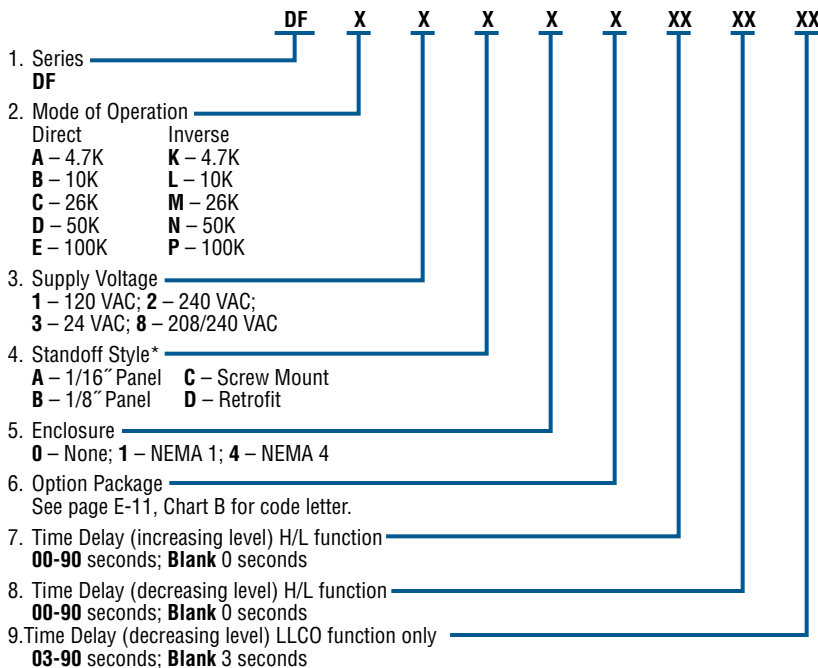 DF X X X X X XX XX XX
1. Series
DF
2. Mode of Operation
Direct Inverse
A – 4.7K K – 4.7K
B – 10K L – 10K
C – 26K M – 26K
D – 50K N – 50K
E – 100K P – 100K
3. Supply Voltage
1 – 120 VAC; 2 – 240 VAC;
3 – 24 VAC; 8 – 208/240 VAC
4. Standoff Style*
A – 1/16˝ Panel C – Screw Mount
B – 1/8˝ Panel D – Retrofit
5. Enclosure
0 – None; 1 – NEMA 1; 4 – NEMA 4
6. Option Package
See page E-11, Chart B for code letter.
7. Time Delay (increasing level) H/L function
00-90 seconds; Blank 0 seconds
8. Time Delay (decreasing level) H/L function
00-90 seconds; Blank 0 seconds
9.Time Delay (decreasing level) LLCO function only
03-90 seconds; Blank 3 seconds